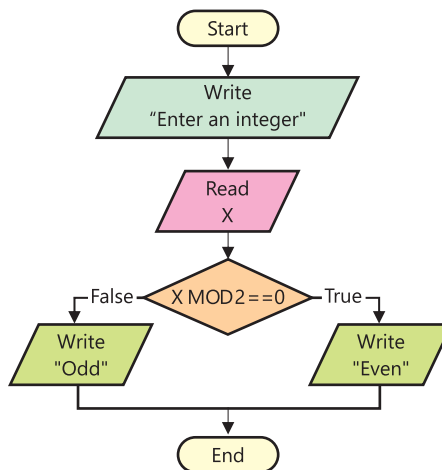 Start
Write
“Enter an integer"
Read
X
X MOD2==0
False
True
Write
"Odd"
Write
"Even"
End